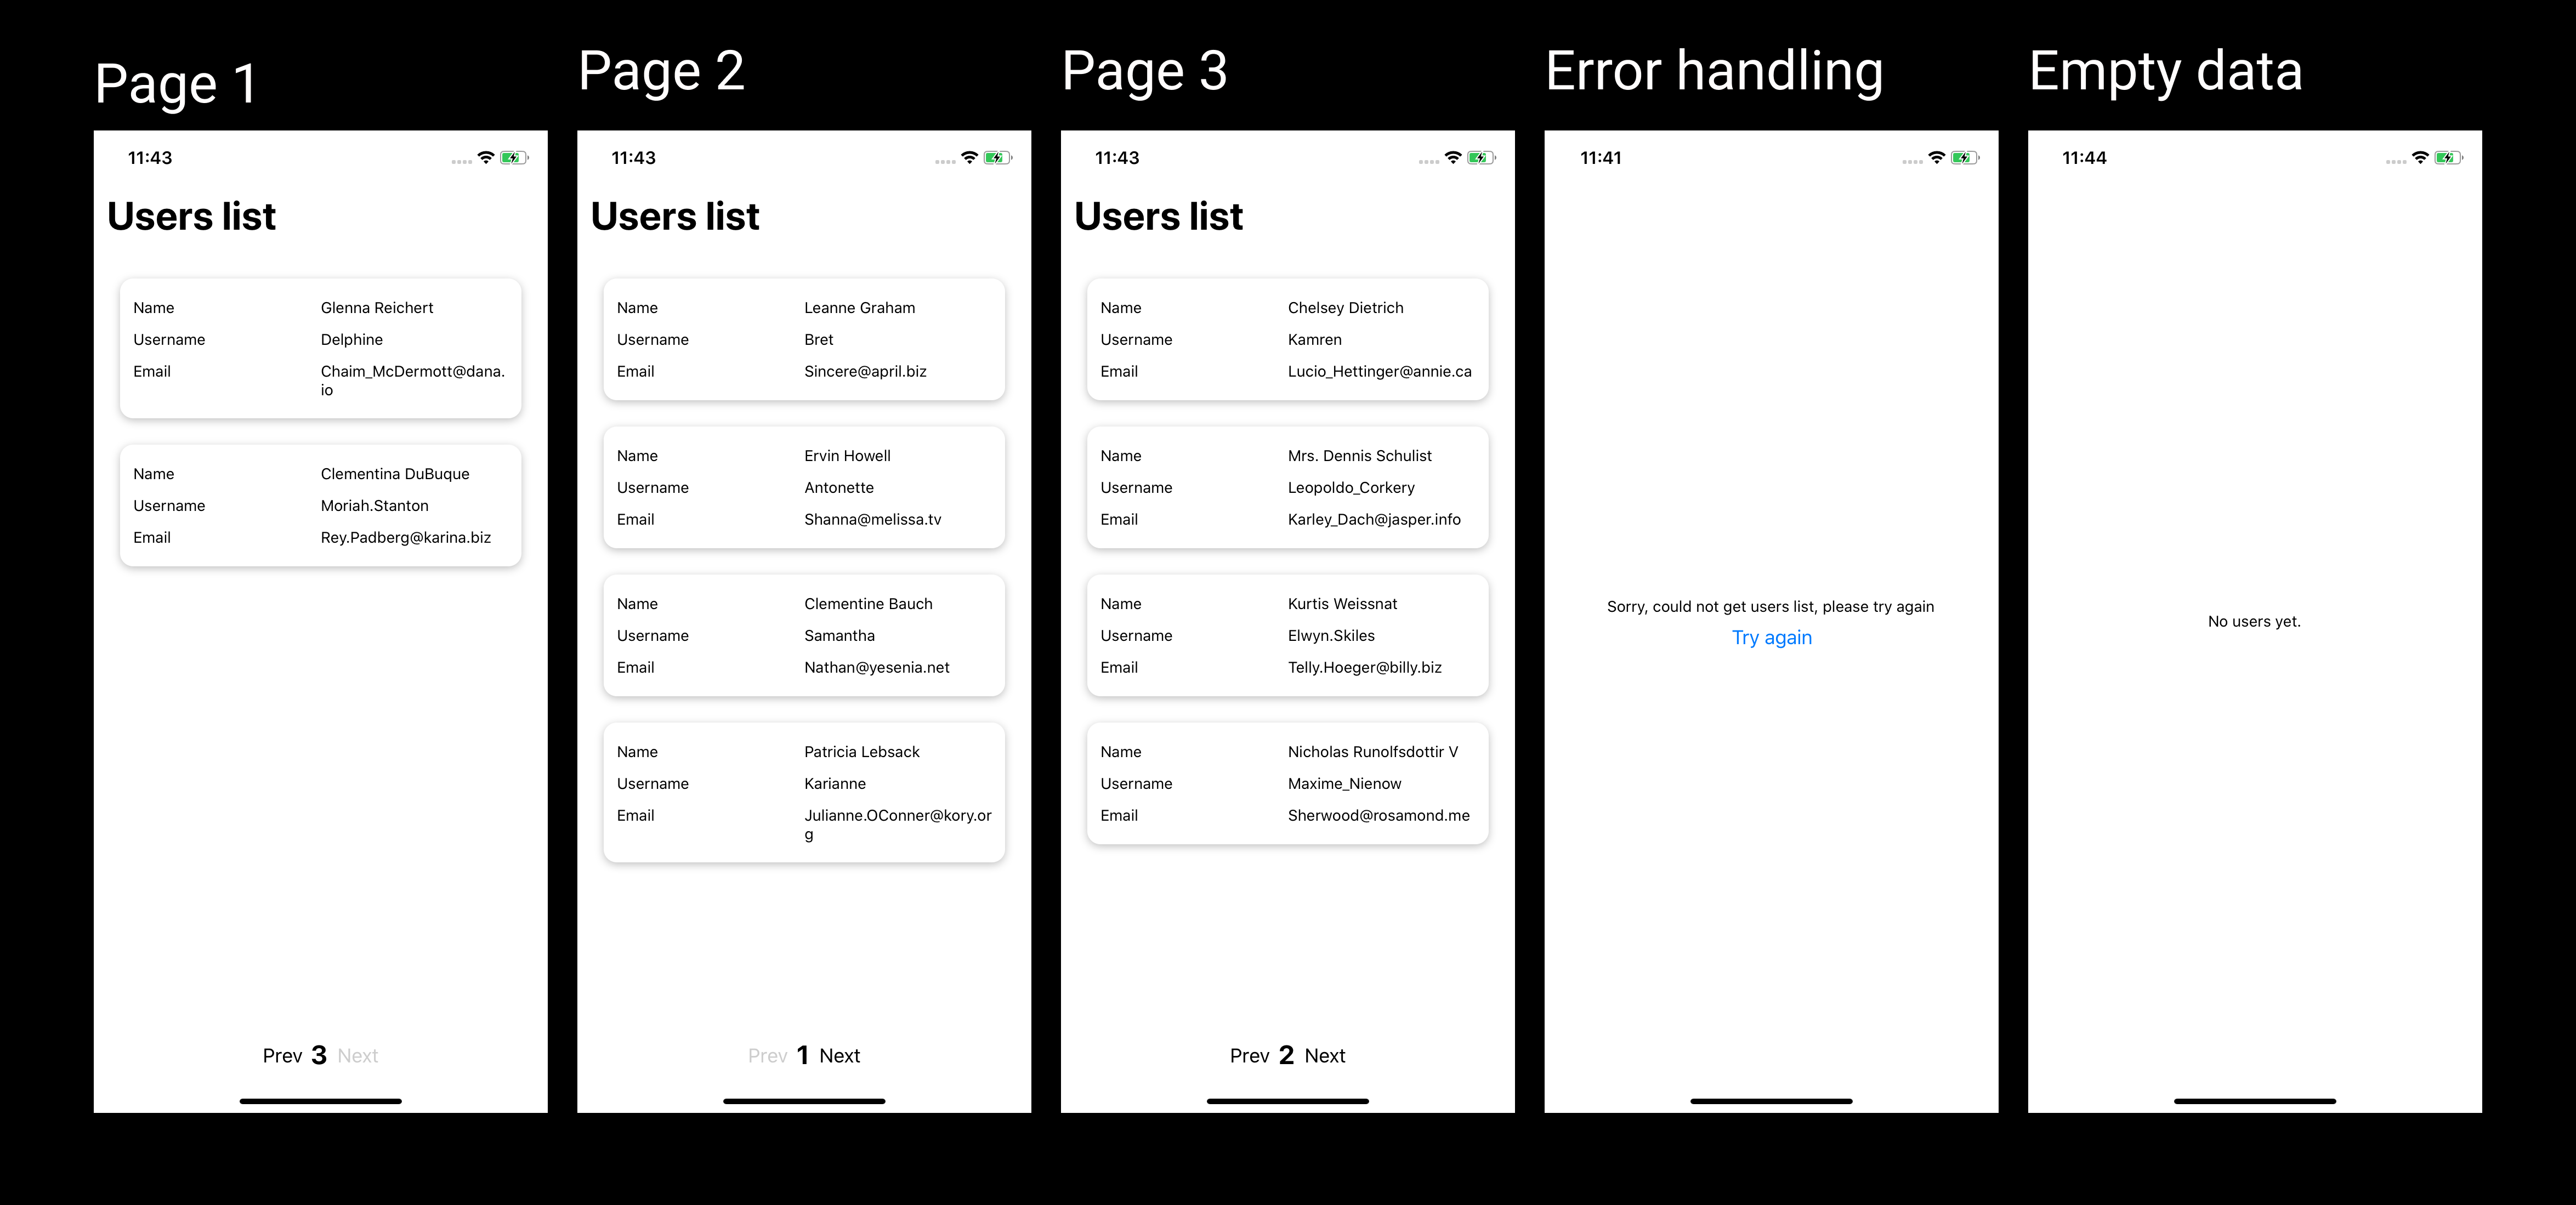 Page 1
11:43
Users list
Name Glenna Reichert
Username Delphine
Email Chaim_McDermott@dana.
io
Name Clementina DuBuque
Username Moriah.Stanton
Email Rey.Padberg@karina.biz
Prev 3 Next
Page 2
11:43
Users list
Name Leanne Graham
Username Bret
Email Sincere@april.biz
Name Ervin Howell
Username Antonette
Email Shanna@melissa.tv
Name Clementine Bauch
Username Samantha
Email Nathan@yesenia.net
Name Patricia Lebsack
Username Karianne
Email Julianne.OConner@kory.or
g
Prev 1 Next
Page 3
11:43
Users list
Name Chelsey Dietrich
Username Kamren
Email Lucio_Hettinger@annie.ca
Name Mrs. Dennis Schulist
Username Leopoldo_Corkery
Email Karley_Dach@jasper.info
Name Kurtis Weissnat
Username Elwyn.Skiles
Email Telly.Hoeger@billy.biz
Name Nicholas Runolfsdottir V
Username Maxime_Nienow
Email Sherwood@rosamond.me
Prev 2 Next
Error handling
11:41
Sorry, could not get users list, please try again
Try again
Empty data
11:44
No users yet.